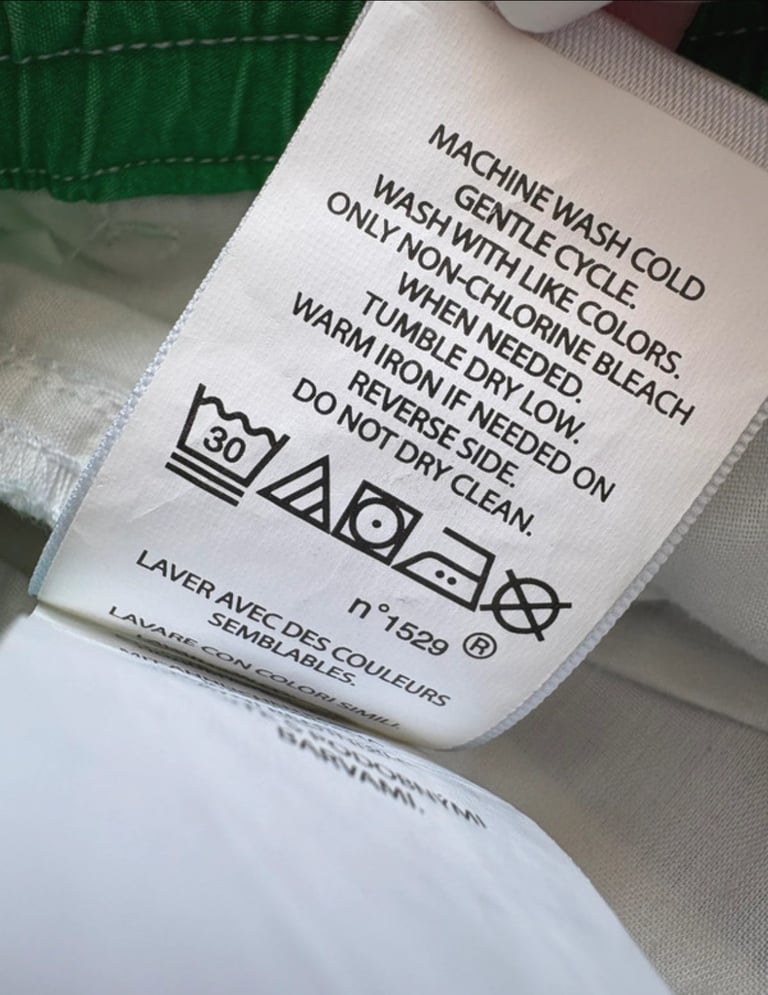 MACHINE WASH COLD
GENTLE CYCLE.
WASH WITH LIKE COLORS.
ONLY NON-CHLORINE BLEACH
WHEN NEEDED.
TUMBLE DRY LOW.
WARM IRON IF NEEDED ON
REVERSE SIDE.
DO NOT DRY CLEAN.
30
n°1529 ®
LAVER AVEC DES COULEURS
SEMBLABLES.
LAVARE CON COLORI SIMILI.
PODOBNYMI
BARVAMI.